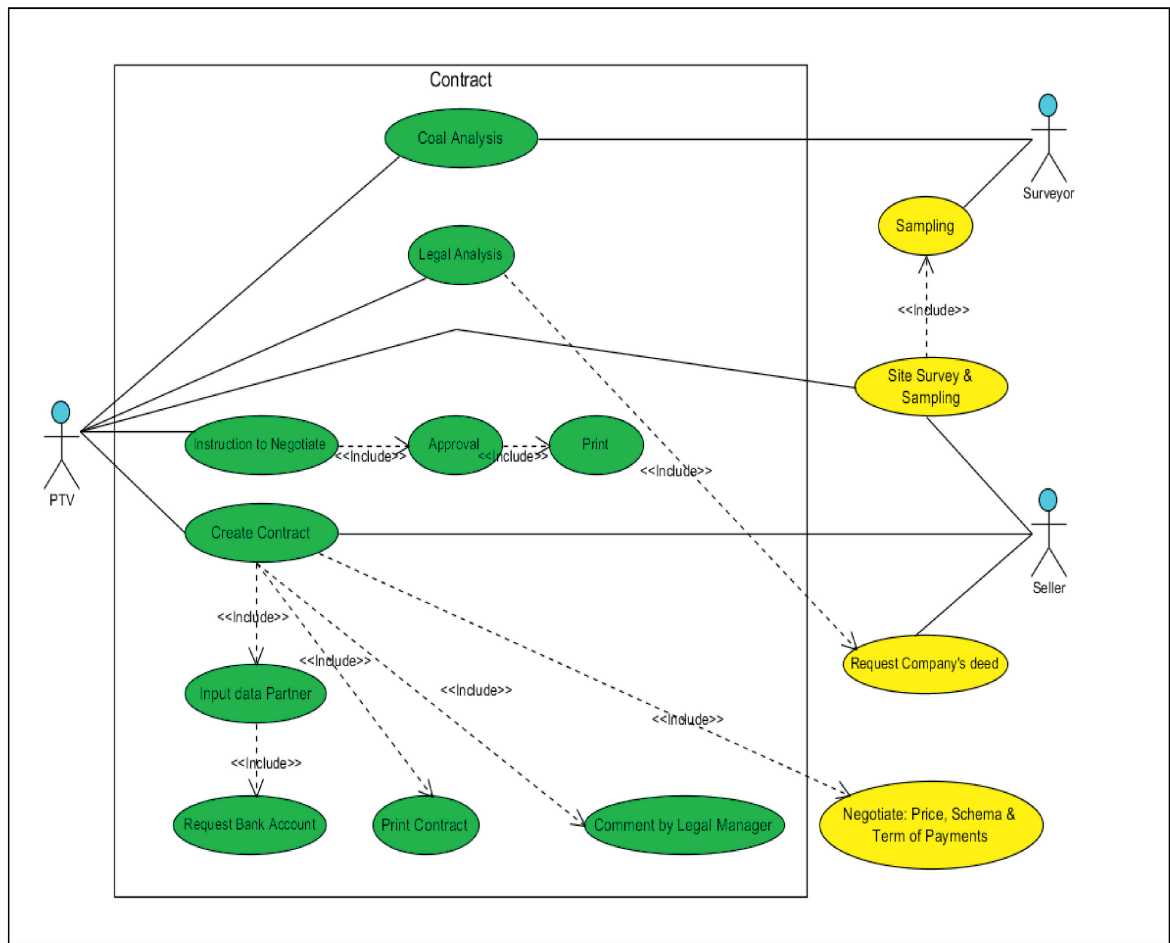 Contract
Coal Analysis
Surveyor
Sampling
Legal Analysis
<<Include>>
Site Survey &
Sampling
Instruction to Negotiate
<<Include>>
Approval
<<Include>>
Print
<<Include>>
PTV
Create Contract
Seller
<<Include>>
<<Include>>
<<Include>>
<<Include>>
Request Company's deed
Input data Partner
<<Include>>
Request Bank Account
Print Contract
Comment by Legal Manager
Negotiate: Price, Schema &
Term of Payments